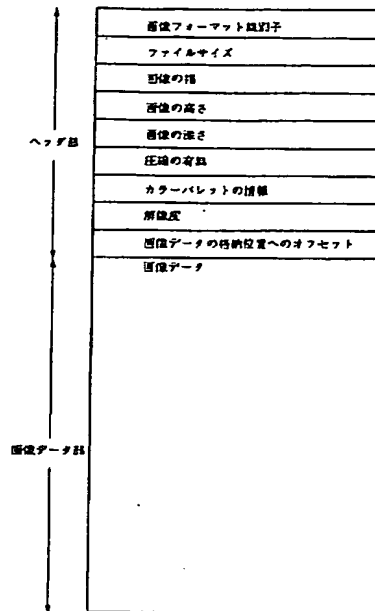 画像フォーマット識別子
ファイルサイズ
画像の幅
画像の高さ
画像の深さ
圧縮の有無
カラーパレットの情報
解像度
画像データの格納位置へのオフセット
ヘッダ部
画像データ
画像データ部